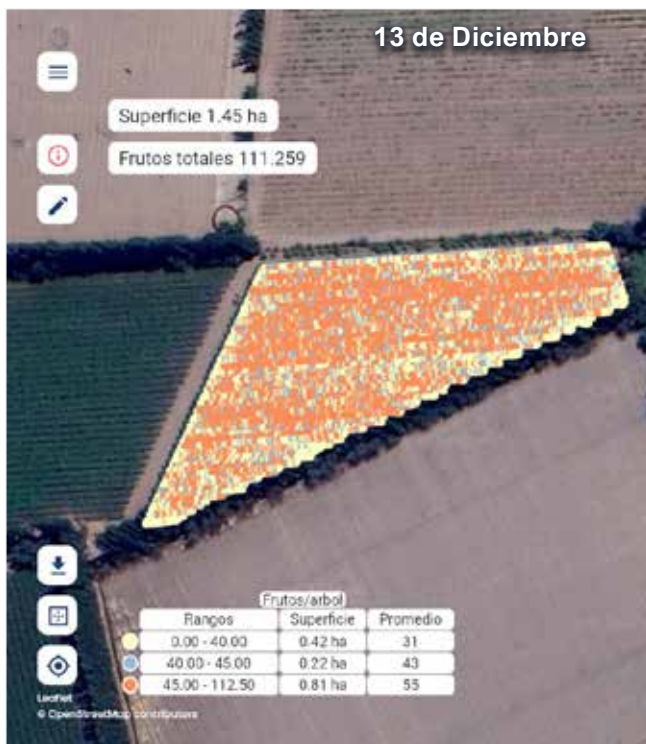 13 de Diciembre
Superficie 1.45 ha
Frutos totales 111.259
Frutos/arbol
Rangos Superficie Promedio
0.00 - 40.00 0.42 ha 31
40.00 - 45.00 0.22 ha 43
45.00 - 112.50 0.81 ha 55
Leaflet
© OpenStreetMap contributors